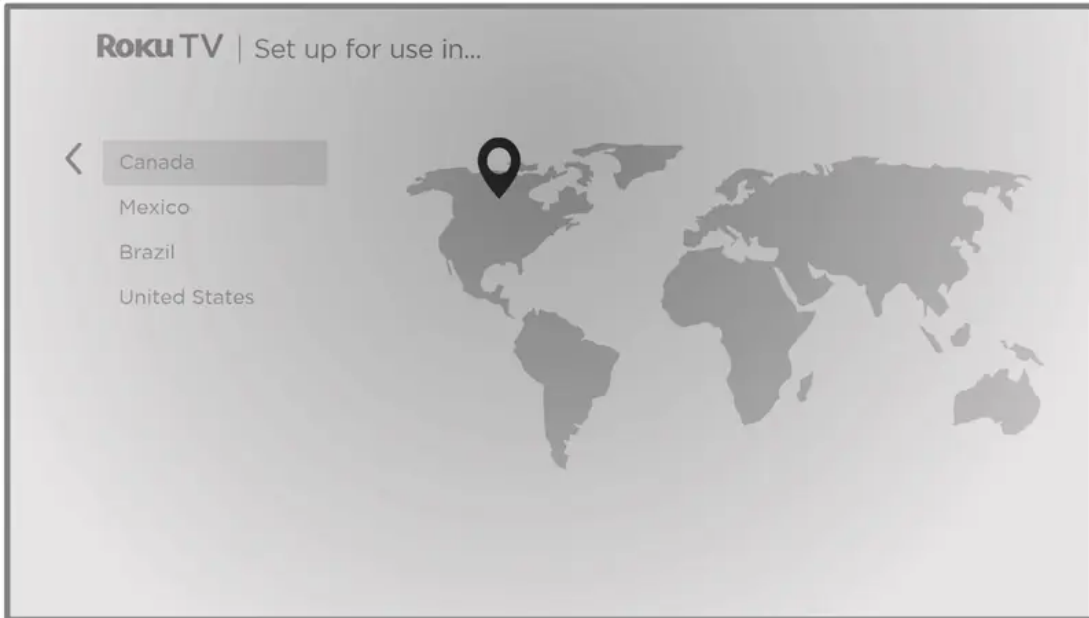 Roku TV | Set up for use in...
Canada
Mexico
Brazil
United States